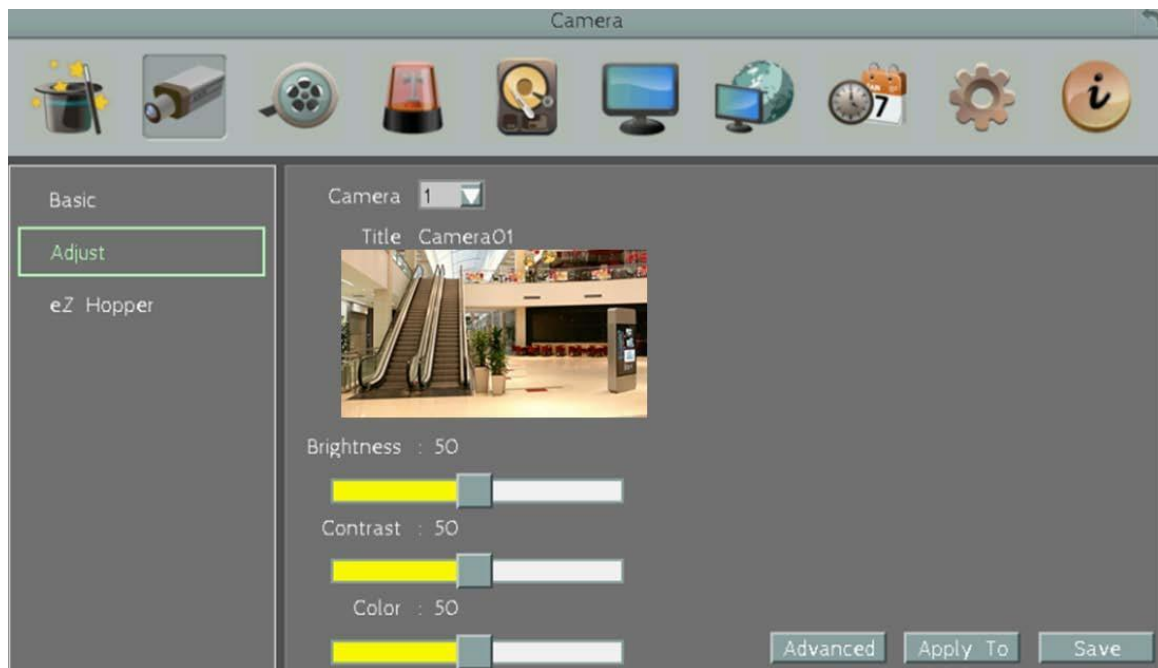 Camera
7
i
Basic
Adjust
eZ Hopper
Camera 1
Title Camera01
Brightness : 50
Contrast : 50
Color : 50
Advanced
Apply To
Save